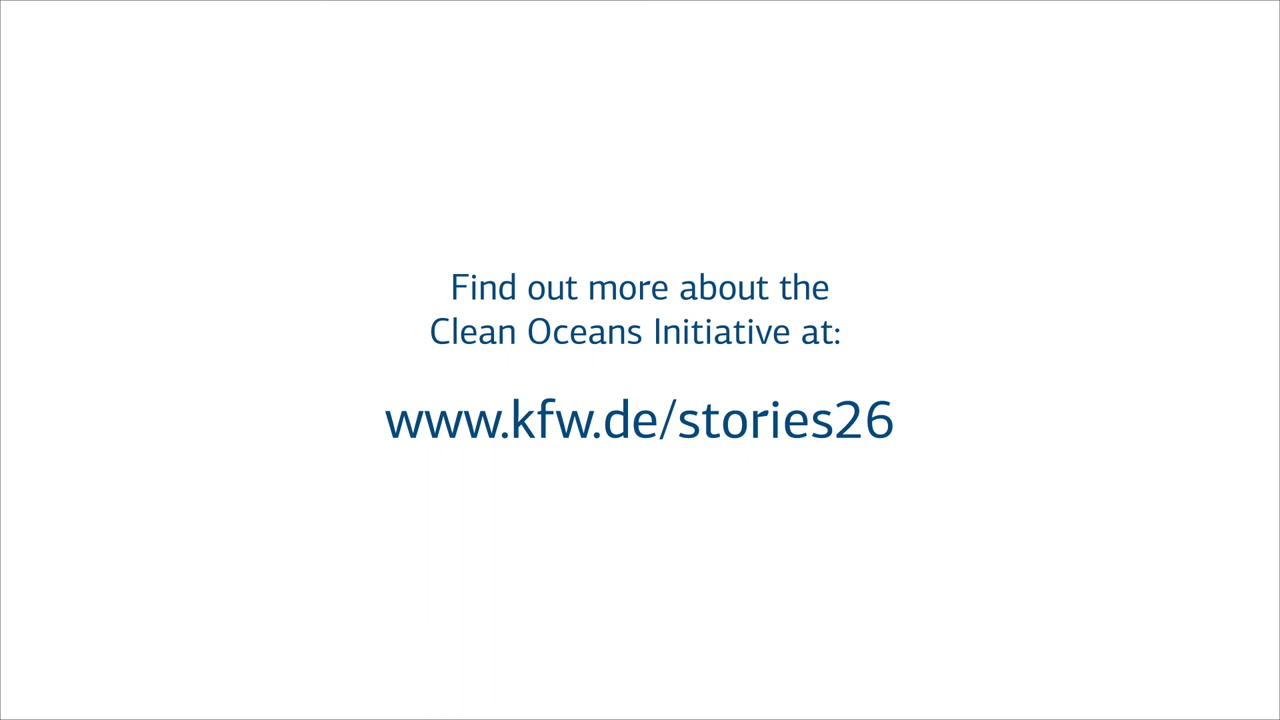 Find out more about the
Clean Oceans Initiative at:
www.kfw.de/stories26